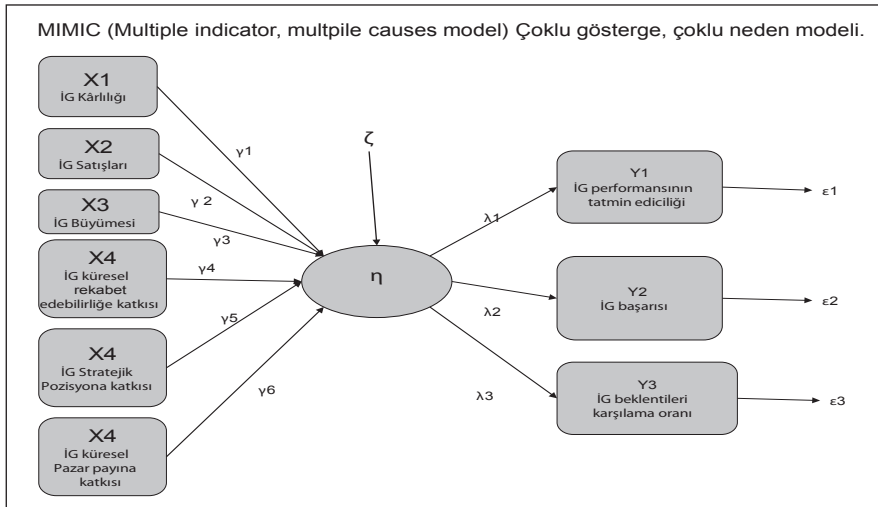 MIMIC (Multiple indicator, multpile causes model) Çoklu gösterge, çoklu neden modeli.
X1
İG Kârlılığı
X2
İG Satışları
X3
İG Büyümesi
X4
İG küresel
rekabet
edebilirliğe katkısı
X4
İG Stratejik
Pozisyona katkısı
X4
İG küresel
Pazar payına
katkısı
γ1
γ 2
γ3
γ4
γ5
γ6
ζ
η
λ1
λ2
λ3
Y1
İG performansının
tatmin ediciliği
Y2
İG başarısı
Y3
İG beklentileri
karşılama oranı
ε1
ε2
ε3